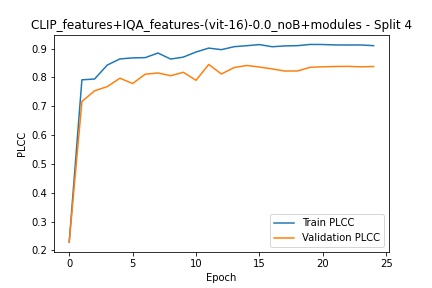 CLIP_features+IQA_features-(vit-16)-0.0_noB+modules - Split 4
PLCC
0.9
0.8
0.7
0.6
0.5
0.4
0.3
0.2
Train PLCC
Validation PLCC
0 5 10 15 20 25
Epoch